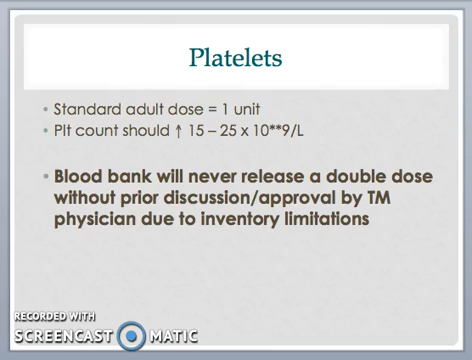 Platelets
• Standard adult dose = 1 unit
• Plt count should ↑ 15 – 25 x 10**9/L
• Blood bank will never release a double dose
without prior discussion/approval by TM
physician due to inventory limitations
RECORDED WITH
SCREENCAST MATIC